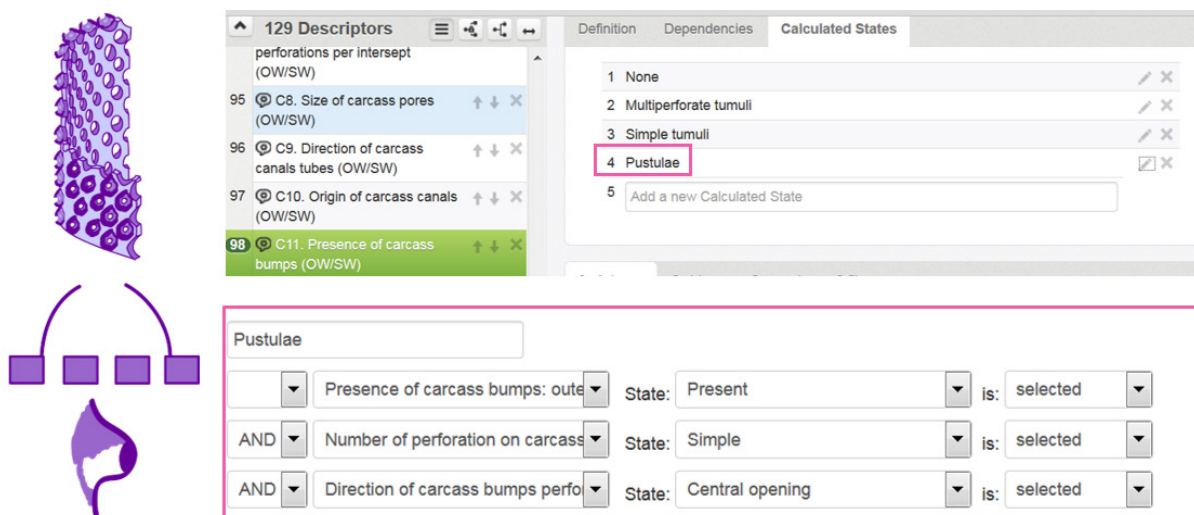 129 Descriptors
perforations per intersept
(OW/SW)
95 C8. Size of carcass pores
(OW/SW)
96 C9. Direction of carcass
canals tubes (OW/SW)
97 C10. Origin of carcass canals
(OW/SW)
98 C11. Presence of carcass
bumps (OW/SW)
Definition Dependencies Calculated States
1 None
2 Multiperforate tumuli
3 Simple tumuli
4 Pustulae
5 Add a new Calculated State
Pustulae
Presence of carcass bumps: oute State: Present is: selected
AND Number of perforation on carcass State: Simple is: selected
AND Direction of carcass bumps perfo State: Central opening is: selected